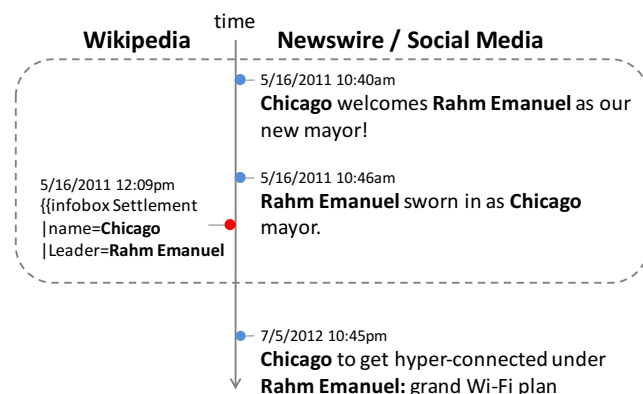 time
Wikipedia
Newswire / Social Media
5/16/2011 10:40am
Chicago welcomes Rahm Emanuel as our
new mayor!
5/16/2011 10:46am
Rahm Emanuel sworn in as Chicago
mayor.
5/16/2011 12:09pm
{{infobox Settlement
|name=Chicago
|Leader=Rahm Emanuel
7/5/2012 10:45pm
Chicago to get hyper-connected under
Rahm Emanuel: grand Wi-Fi plan